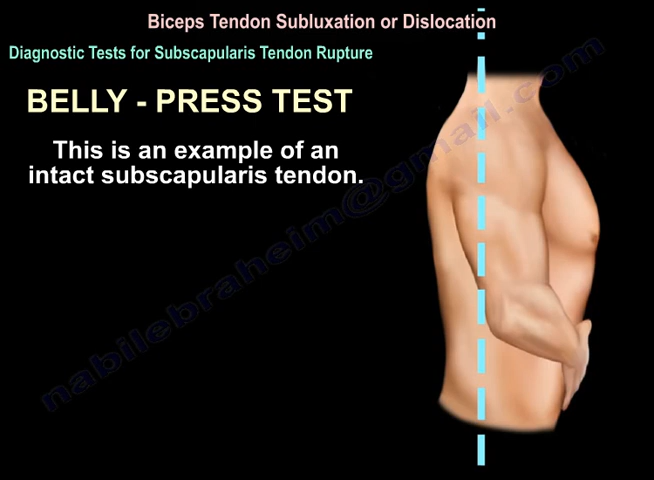 Biceps Tendon Subluxation or Dislocation
Diagnostic Tests for Subscapularis Tendon Rupture
BELLY - PRESS TEST
This is an example of an
intact subscapularis tendon.
nabilebraheim@gmail.com